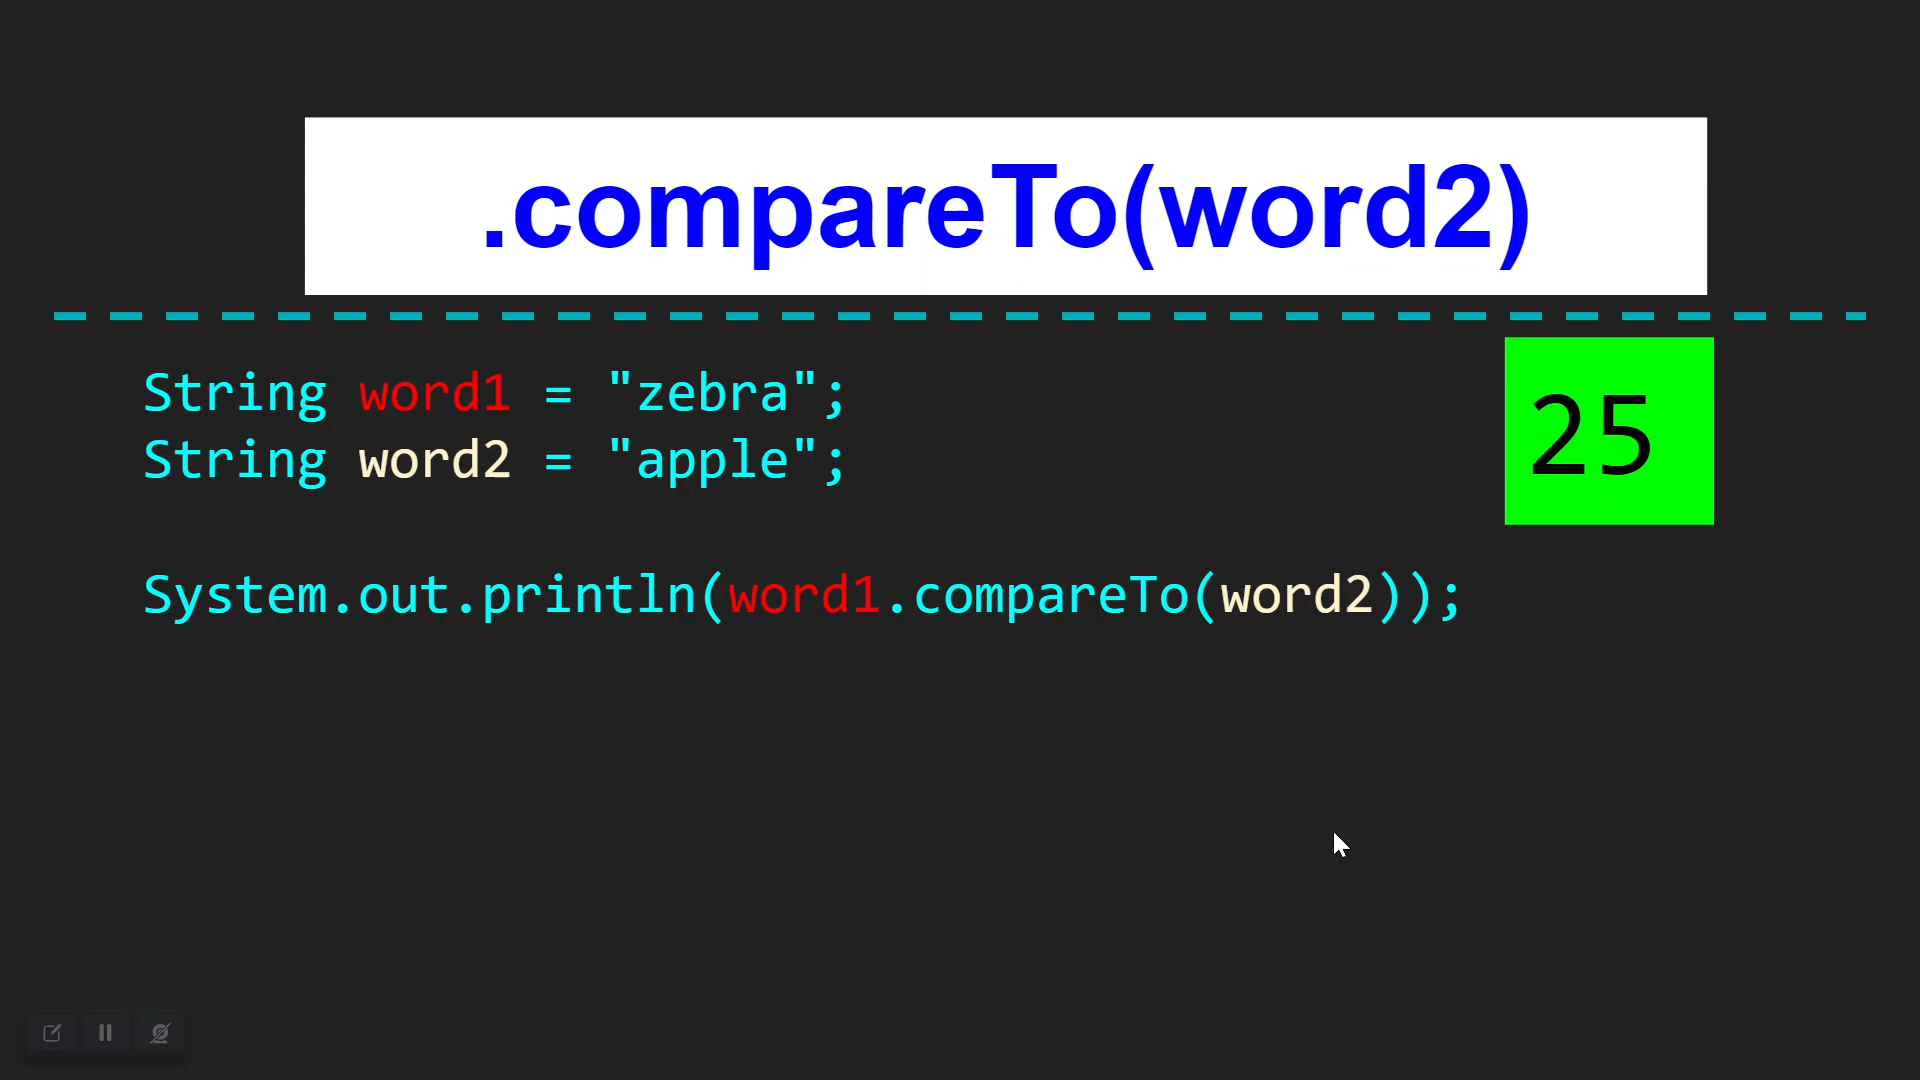 .compareTo(word2)
String word1 = "zebra";
25
String word2 = "apple";
System.out.println(word1.compareTo(word2));